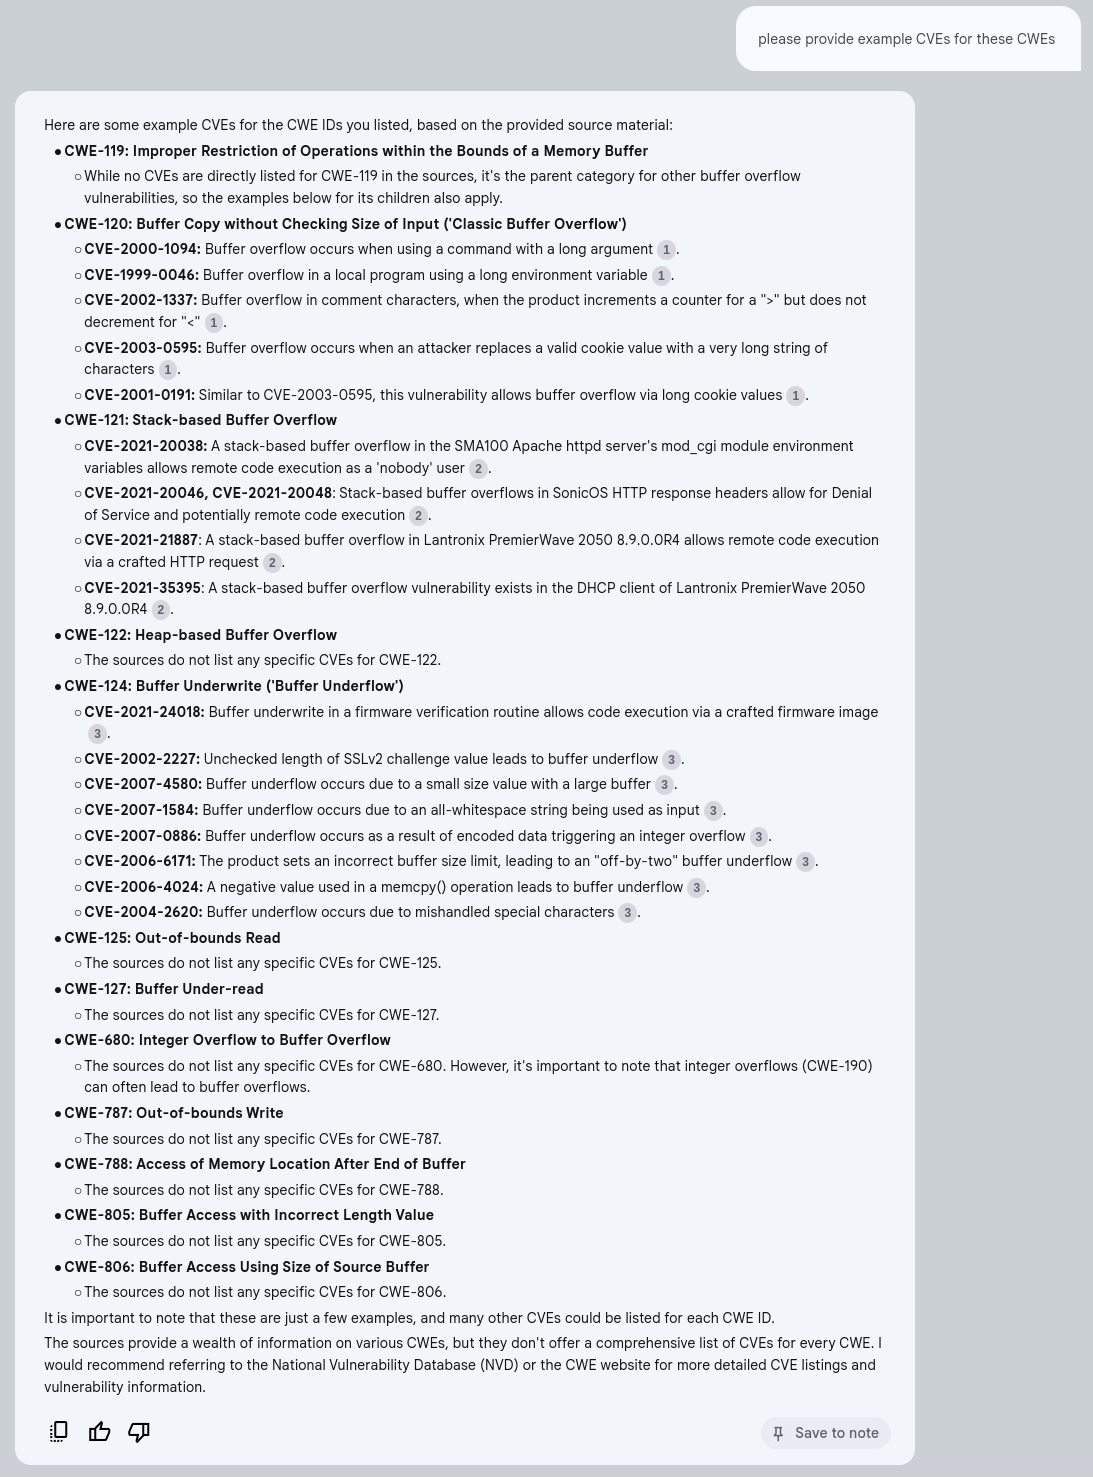 please provide example CVEs for these CWEs
Here are some example CVEs for the CWE IDs you listed, based on the provided source material:
● CWE-119: Improper Restriction of Operations within the Bounds of a Memory Buffer
○ While no CVEs are directly listed for CWE-119 in the sources, it's the parent category for other buffer overflow
vulnerabilities, so the examples below for its children also apply.
● CWE-120: Buffer Copy without Checking Size of Input ('Classic Buffer Overflow')
○ CVE-2000-1094: Buffer overflow occurs when using a command with a long argument 1.
○ CVE-1999-0046: Buffer overflow in a local program using a long environment variable 1.
○ CVE-2002-1337: Buffer overflow in comment characters, when the product increments a counter for a ">" but does not
decrement for "<" 1.
○ CVE-2003-0595: Buffer overflow occurs when an attacker replaces a valid cookie value with a very long string of
characters 1.
○ CVE-2001-0191: Similar to CVE-2003-0595, this vulnerability allows buffer overflow via long cookie values 1.
● CWE-121: Stack-based Buffer Overflow
○ CVE-2021-20038: A stack-based buffer overflow in the SMA100 Apache httpd server's mod_cgi module environment
variables allows remote code execution as a 'nobody' user 2.
○ CVE-2021-20046, CVE-2021-20048: Stack-based buffer overflows in SonicOS HTTP response headers allow for Denial
of Service and potentially remote code execution 2.
○ CVE-2021-21887: A stack-based buffer overflow in Lantronix PremierWave 2050 8.9.0.0R4 allows remote code execution
via a crafted HTTP request 2.
○ CVE-2021-35395: A stack-based buffer overflow vulnerability exists in the DHCP client of Lantronix PremierWave 2050
8.9.0.0R4 2.
● CWE-122: Heap-based Buffer Overflow
○ The sources do not list any specific CVEs for CWE-122.
● CWE-124: Buffer Underwrite ('Buffer Underflow')
○ CVE-2021-24018: Buffer underwrite in a firmware verification routine allows code execution via a crafted firmware image
3.
○ CVE-2002-2227: Unchecked length of SSLv2 challenge value leads to buffer underflow 3.
○ CVE-2007-4580: Buffer underflow occurs due to a small size value with a large buffer 3.
○ CVE-2007-1584: Buffer underflow occurs due to an all-whitespace string being used as input 3.
○ CVE-2007-0886: Buffer underflow occurs as a result of encoded data triggering an integer overflow 3.
○ CVE-2006-6171: The product sets an incorrect buffer size limit, leading to an "off-by-two" buffer underflow 3.
○ CVE-2006-4024: A negative value used in a memcpy() operation leads to buffer underflow 3.
○ CVE-2004-2620: Buffer underflow occurs due to mishandled special characters 3.
● CWE-125: Out-of-bounds Read
○ The sources do not list any specific CVEs for CWE-125.
● CWE-127: Buffer Under-read
○ The sources do not list any specific CVEs for CWE-127.
● CWE-680: Integer Overflow to Buffer Overflow
○ The sources do not list any specific CVEs for CWE-680. However, it's important to note that integer overflows (CWE-190)
can often lead to buffer overflows.
● CWE-787: Out-of-bounds Write
○ The sources do not list any specific CVEs for CWE-787.
● CWE-788: Access of Memory Location After End of Buffer
○ The sources do not list any specific CVEs for CWE-788.
● CWE-805: Buffer Access with Incorrect Length Value
○ The sources do not list any specific CVEs for CWE-805.
● CWE-806: Buffer Access Using Size of Source Buffer
○ The sources do not list any specific CVEs for CWE-806.
It is important to note that these are just a few examples, and many other CVEs could be listed for each CWE ID.
The sources provide a wealth of information on various CWEs, but they don't offer a comprehensive list of CVEs for every CWE. I
would recommend referring to the National Vulnerability Database (NVD) or the CWE website for more detailed CVE listings and
vulnerability information.
Save to note